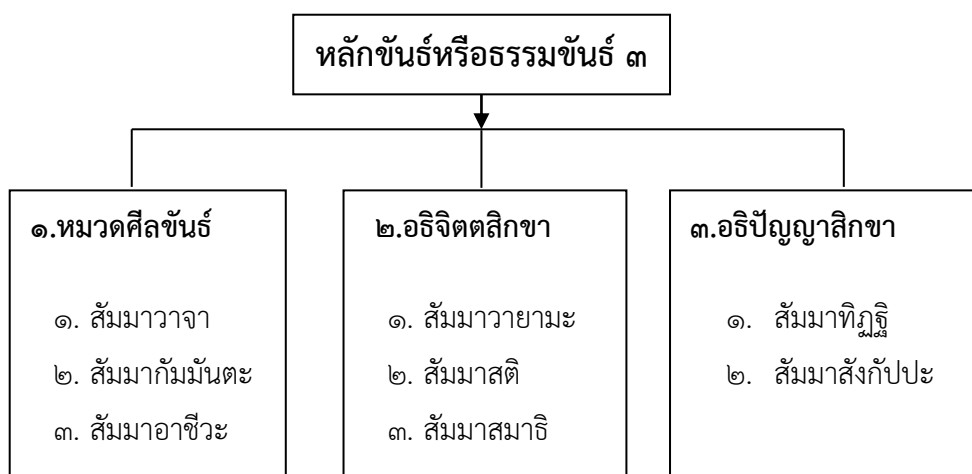 หลักขันธ์หรือธรรมขันธ์ ๓
๑.หมวดศีลขันธ์
๑. สัมมาวาจา
๒. สัมมากัมมันตะ
๓. สัมมาอาชีวะ
๒.อธิจิตตสิกขา
๑. สัมมาวายามะ
๒. สัมมาสติ
๓. สัมมาสมาธิ
๓.อธิปัญญาสิกขา
๑. สัมมาทิฏฐิ
๒. สัมมาสังกัปปะ